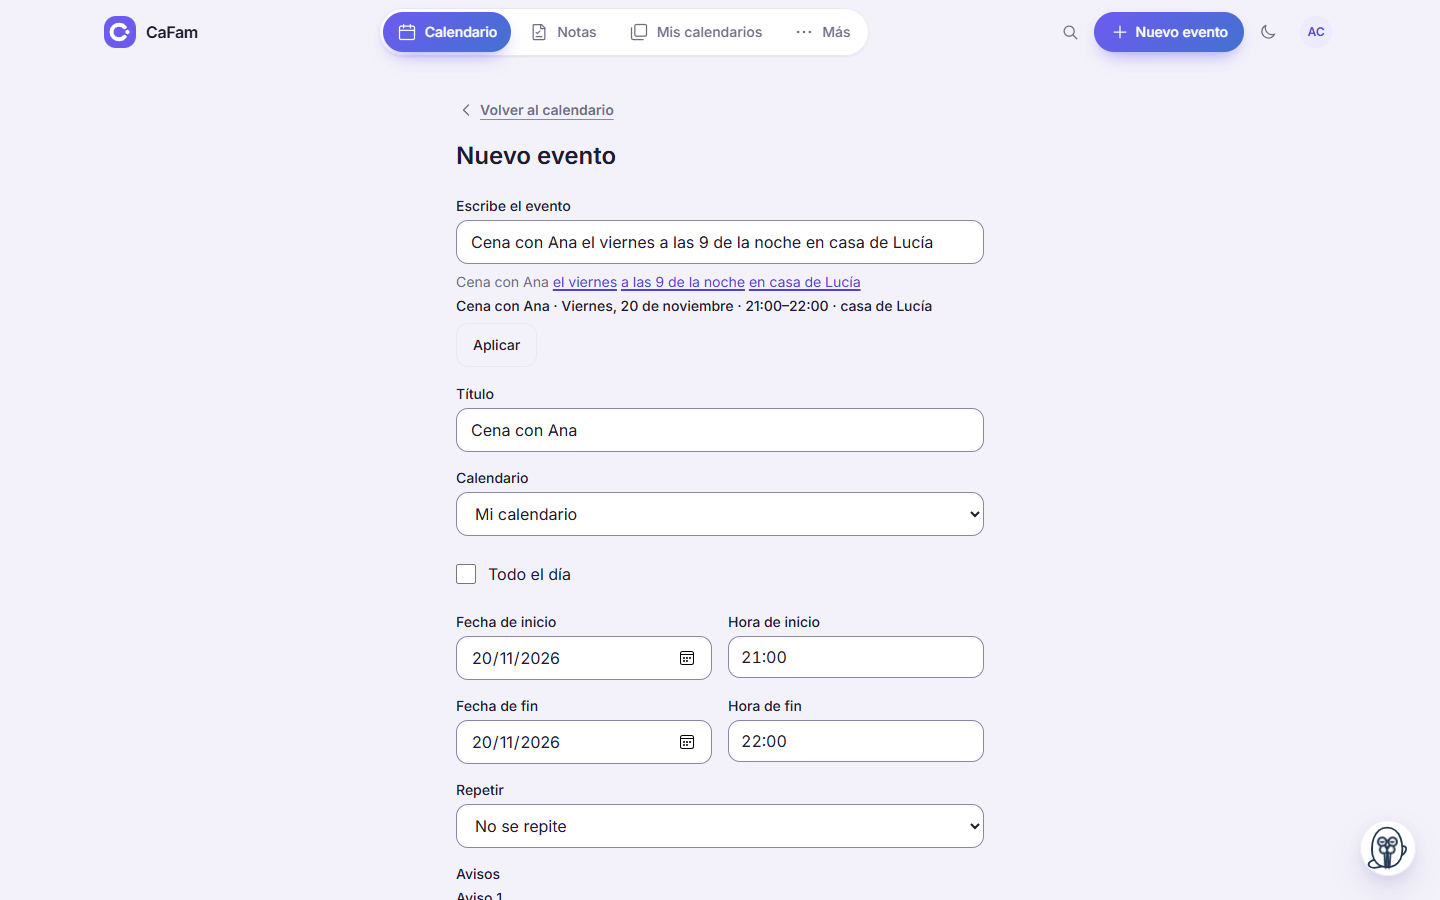 CaFam
Calendario
Notas
Mis calendarios
Más
Nuevo evento
AC
Volver al calendario
Nuevo evento
Escribe el evento
Cena con Ana el viernes a las 9 de la noche en casa de Lucía
Cena con Ana el viernes a las 9 de la noche en casa de Lucía
Cena con Ana · Viernes, 20 de noviembre · 21:00–22:00 · casa de Lucía
Aplicar
Título
Cena con Ana
Calendario
Mi calendario
Todo el día
Fecha de inicio
Hora de inicio
20/11/2026
21:00
Fecha de fin
Hora de fin
20/11/2026
22:00
Repetir
No se repite
Avisos
Aviso 1